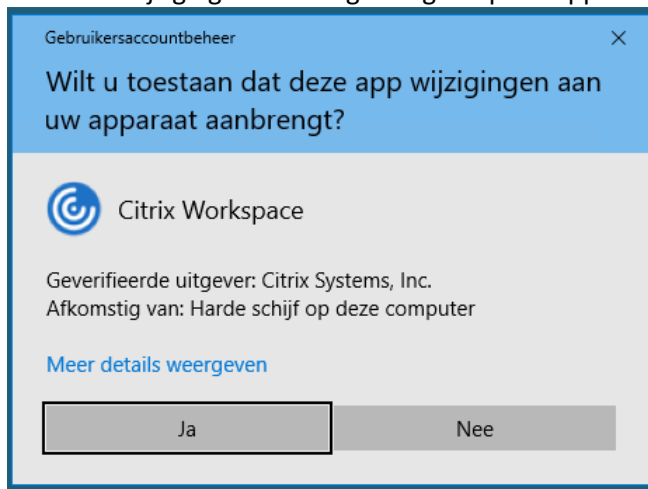 Gebruikersaccountbeheer
Wilt u toestaan dat deze app wijzigingen aan
uw apparaat aanbrengt?
Citrix Workspace
Geverifieerde uitgever: Citrix Systems, Inc.
Afkomstig van: Harde schijf op deze computer
Meer details weergeven
Ja Nee